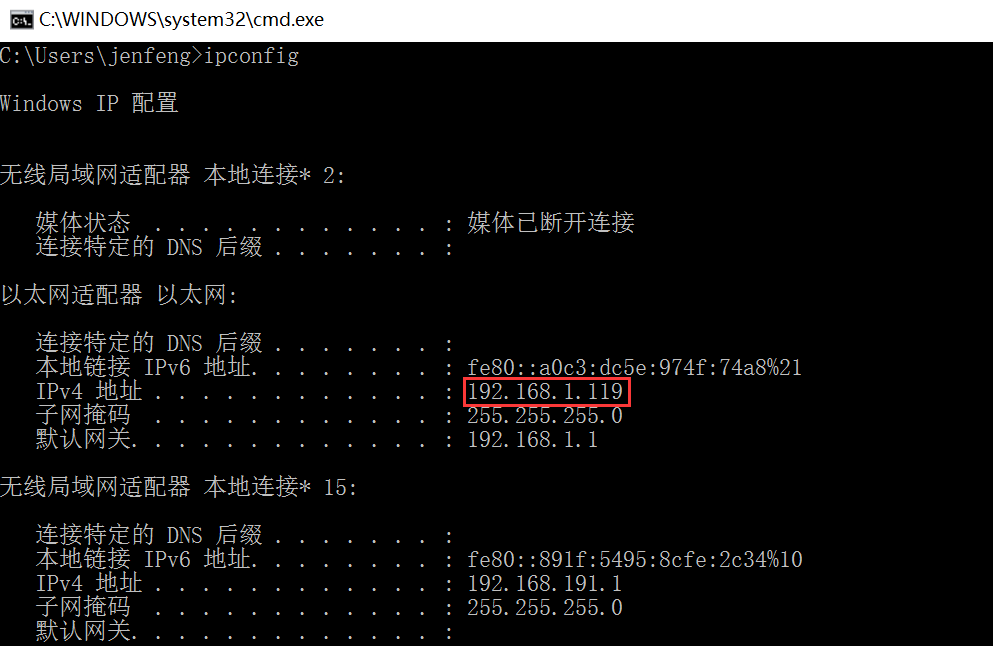 C:\WINDOWS\system32\cmd.exe
C:\Users\jenfeng>ipconfig
Windows IP 配置
无线局域网适配器 本地连接* 2:
媒体状态  . . . . . . . . . . . . : 媒体已断开连接
连接特定的 DNS 后缀 . . . . . . . :
以太网适配器 以太网:
连接特定的 DNS 后缀 . . . . . . . :
本地链接 IPv6 地址. . . . . . . . : fe80::a0c3:dc5e:974f:74a8%21
IPv4 地址 . . . . . . . . . . . . : 192.168.1.119
子网掩码  . . . . . . . . . . . . : 255.255.255.0
默认网关. . . . . . . . . . . . . : 192.168.1.1
无线局域网适配器 本地连接* 15:
连接特定的 DNS 后缀 . . . . . . . :
本地链接 IPv6 地址. . . . . . . . : fe80::891f:5495:8cfe:2c34%10
IPv4 地址 . . . . . . . . . . . . : 192.168.191.1
子网掩码  . . . . . . . . . . . . : 255.255.255.0
默认网关. . . . . . . . . . . . . :